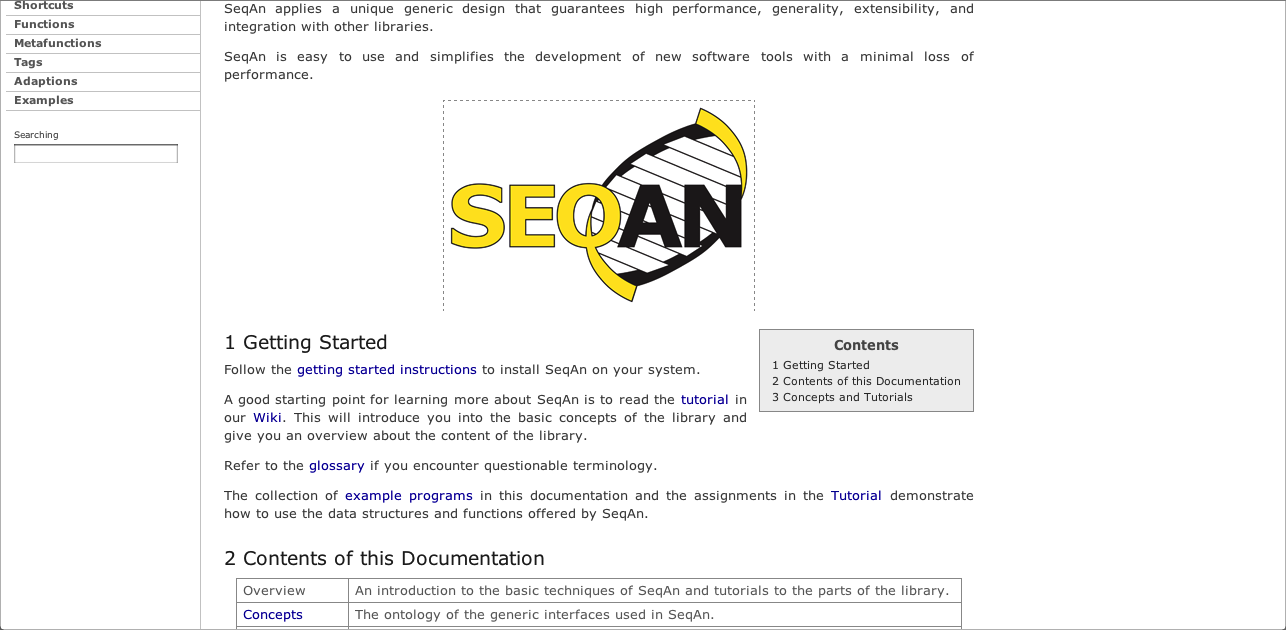 Shortcuts
Functions
Metafunctions
Tags
Adaptions
Examples
Searching
SeqAn applies a unique generic design that guarantees high performance, generality, extensibility, and
integration with other libraries.
SeqAn is easy to use and simplifies the development of new software tools with a minimal loss of
performance.
SEQAN
1 Getting Started
Follow the getting started instructions to install SeqAn on your system.
A good starting point for learning more about SeqAn is to read the tutorial in
our Wiki. This will introduce you into the basic concepts of the library and
give you an overview about the content of the library.
Refer to the glossary if you encounter questionable terminology.
The collection of example programs in this documentation and the assignments in the Tutorial demonstrate
how to use the data structures and functions offered by SeqAn.
Contents
1 Getting Started
2 Contents of this Documentation
3 Concepts and Tutorials
2 Contents of this Documentation
Overview An introduction to the basic techniques of SeqAn and tutorials to the parts of the library.
Concepts The ontology of the generic interfaces used in SeqAn.